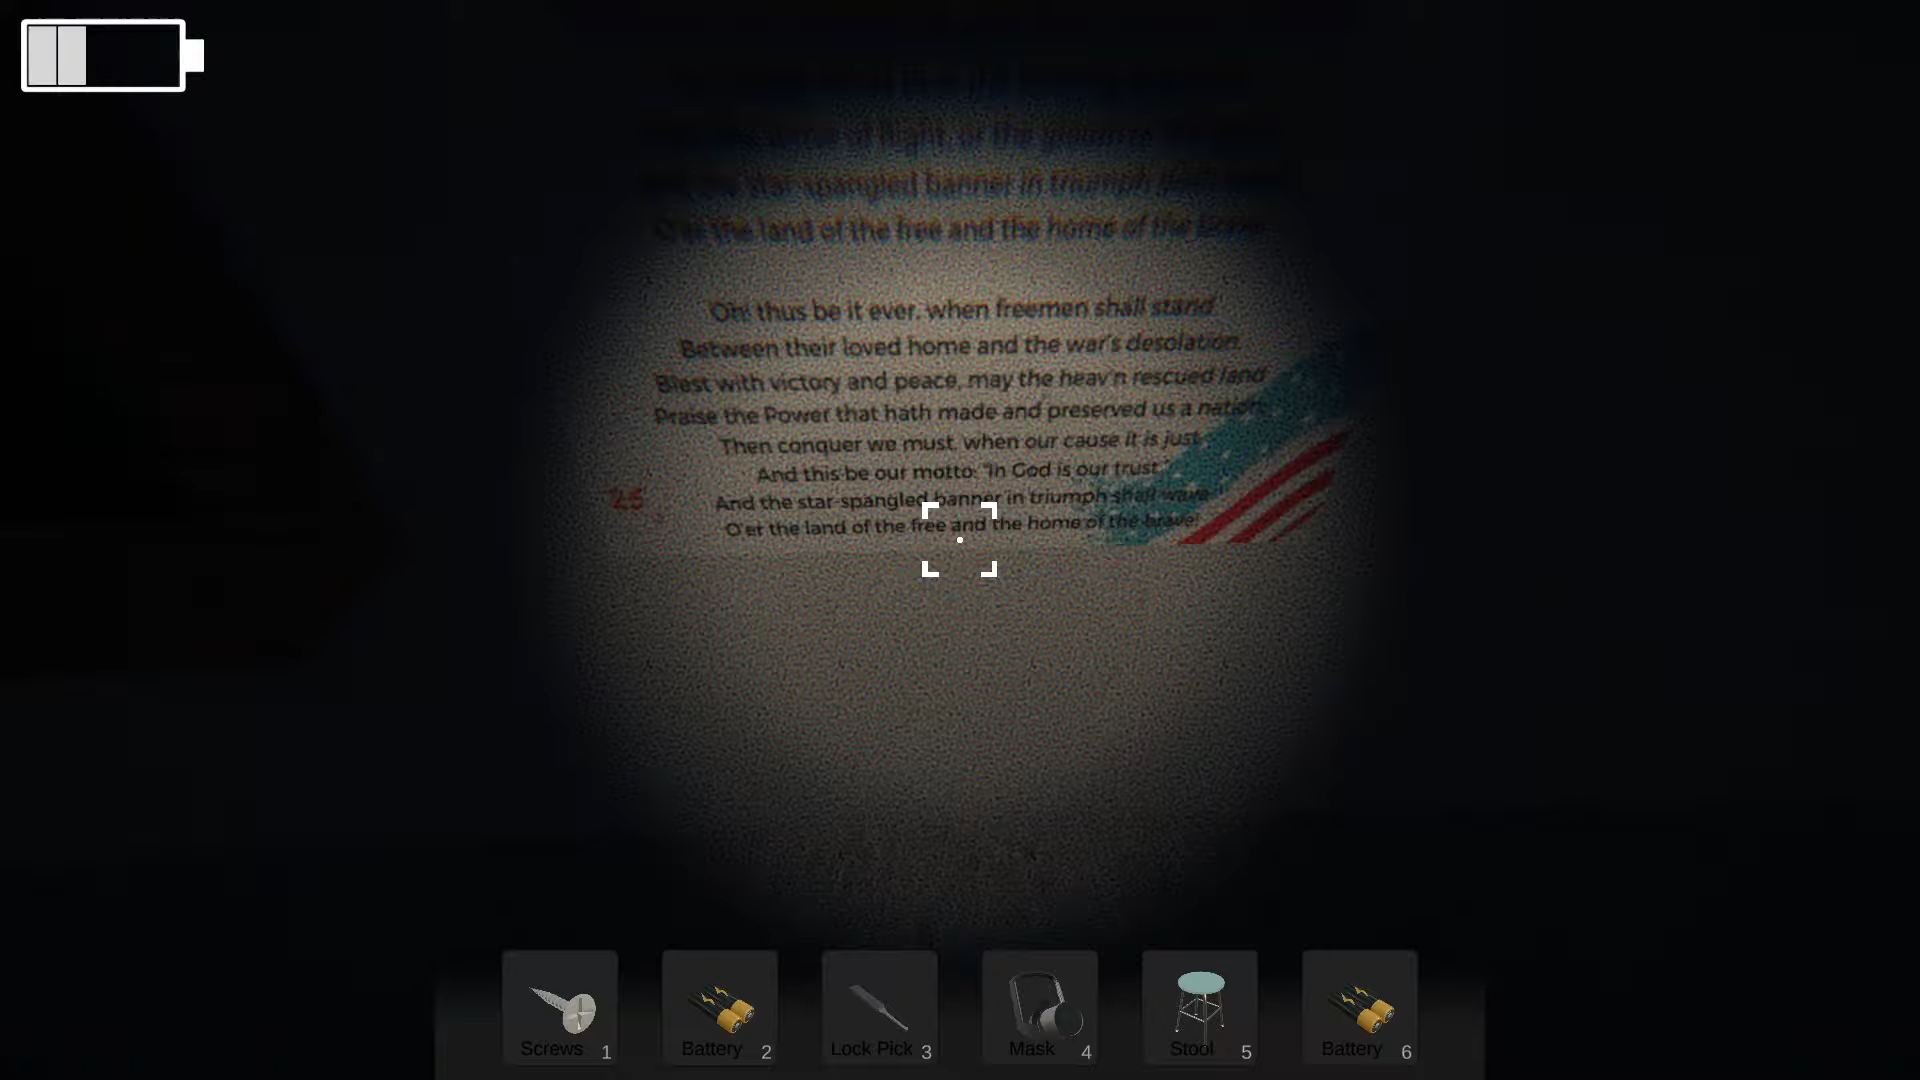 star-spangled banner in triumph
the land of the free and the home of the
Oh! thus be it ever, when freemen shall stand
Between their loved home and the war's desolation.
Blest with victory and peace, may the heav'n rescued land
Praise the Power that hath made and preserved us a nation.
Then conquer we must, when our cause it is just,
And this be our motto: "In God is our trust."
25 And the star-spangled banner in triumph shall wave
O'er the land of the free and the home of the brave!
Screws 1 Battery 2 Lock Pick 3 Mask 4 Stool 5 Battery 6